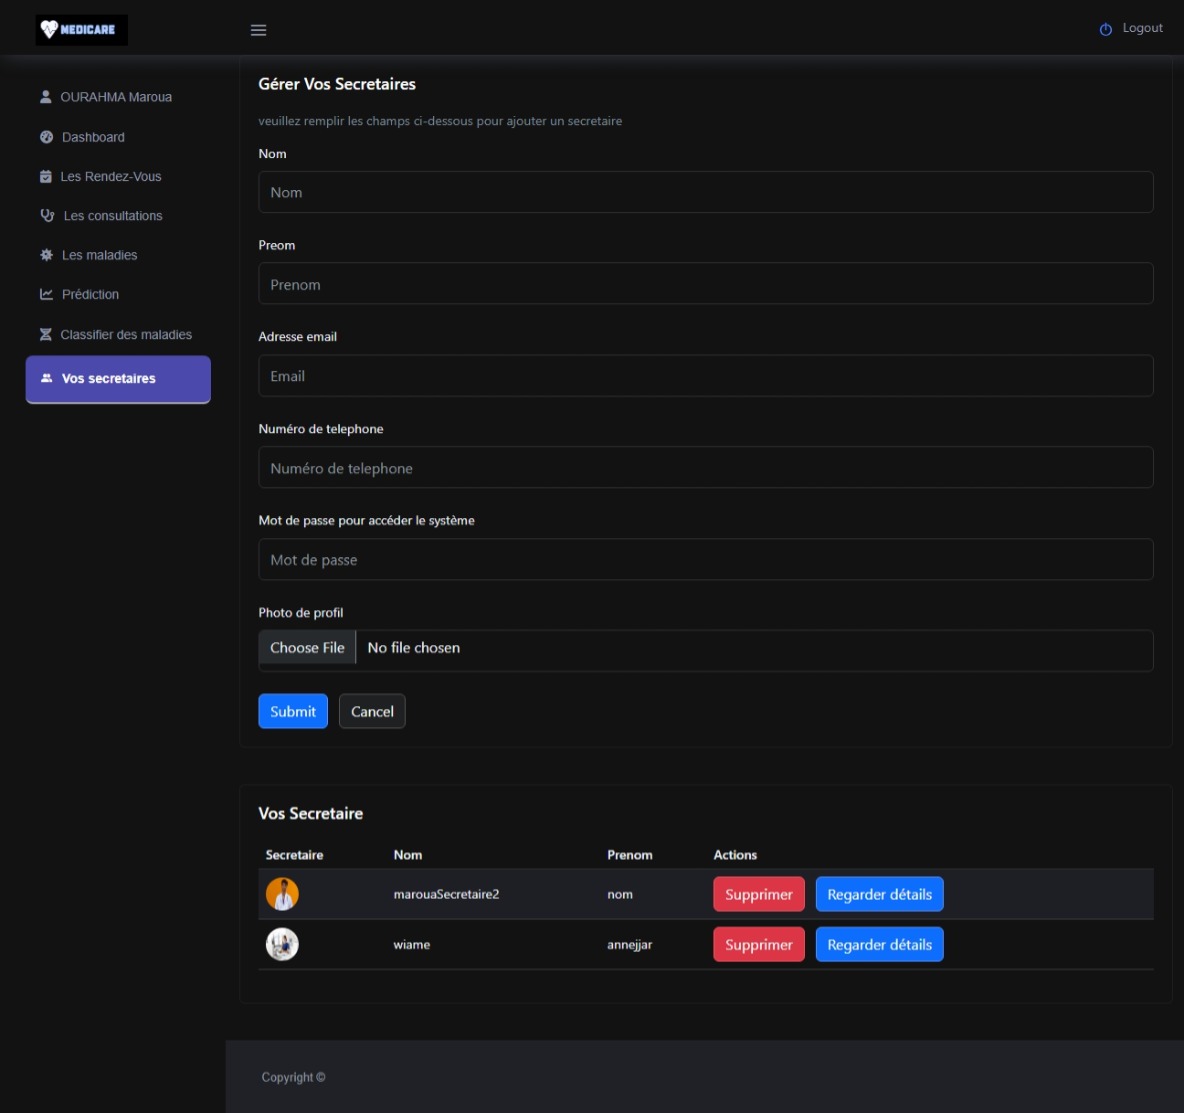 MEDICARE
Logout
OURAHMA Maroua
Dashboard
Les Rendez-Vous
Les consultations
Les maladies
Prédiction
Classifier des maladies
Vos secretaires
Gérer Vos Secretaires
veuillez remplir les champs ci-dessous pour ajouter un secretaire
Nom
Nom
Preom
Prenom
Adresse email
Email
Numéro de telephone
Numéro de telephone
Mot de passe pour accéder le système
Mot de passe
Photo de profil
Choose File No file chosen
Submit Cancel
Vos Secretaire
Secretaire Nom Prenom Actions
marouaSecretaire2 nom Supprimer Regarder détails
wiame annejjar Supprimer Regarder détails
Copyright ©